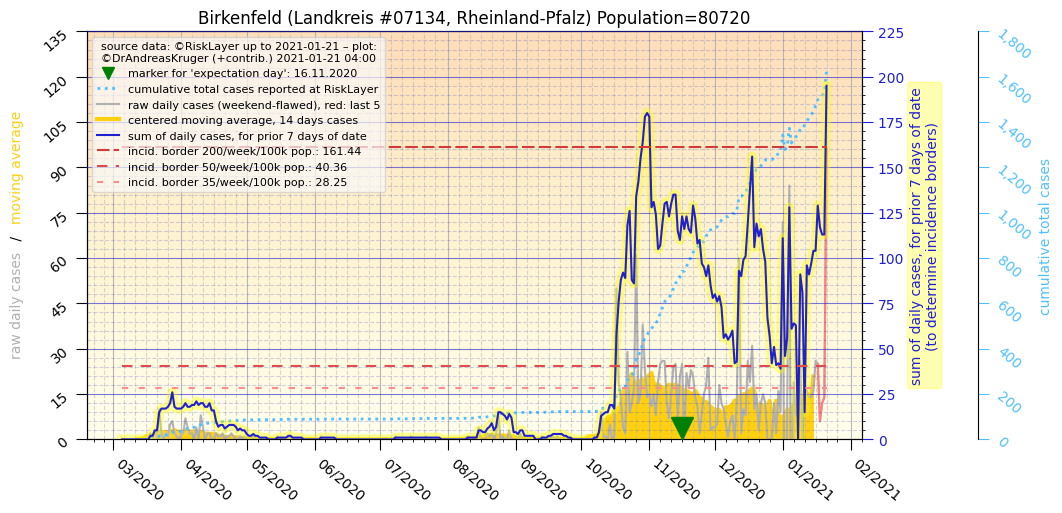 Birkenfeld (Landkreis #07134, Rheinland-Pfalz) Population=80720
source data: ©RiskLayer up to 2021-01-21 – plot:
©DrAndreasKruger (+contrib.) 2021-01-21 04:00
marker for 'expectation day': 16.11.2020
cumulative total cases reported at RiskLayer
raw daily cases (weekend-flawed), red: last 5
centered moving average, 14 days cases
sum of daily cases, for prior 7 days of date
incid. border 200/week/100k pop.: 161.44
incid. border 50/week/100k pop.: 40.36
incid. border 35/week/100k pop.: 28.25
raw daily cases / moving average
135
120
105
90
75
60
45
30
15
0
03/2020
04/2020
05/2020
06/2020
07/2020
08/2020
09/2020
10/2020
11/2020
12/2020
01/2021
02/2021
225
200
175
150
125
100
75
50
25
0
sum of daily cases, for prior 7 days of date
(to determine incidence borders)
1,800
1,600
1,400
1,200
1,000
800
600
400
200
0
cumulative total cases